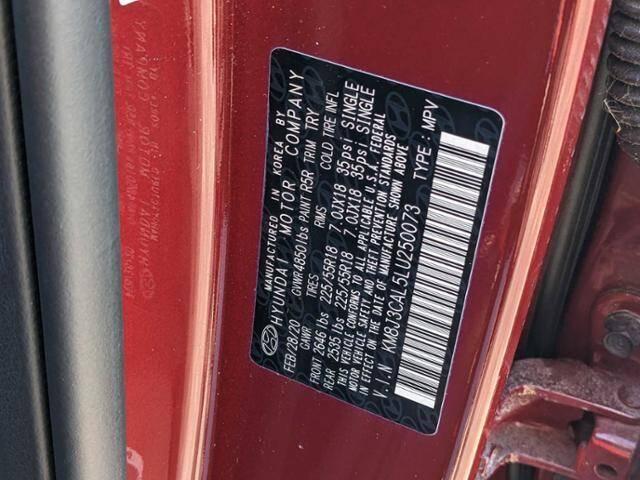 MANUFACTURED IN KOREA BY
HYUNDAI MOTOR COMPANY
FEB/28/20 GVWR 4850lbs PAINT R5R TRIM TRY
GAWR TIRES RIMS COLD TIRE INFL
FRONT 2646 lbs 225/55R18 7.0JX18 35psi SINGLE
REAR 2535 lbs 225/55R18 7.0JX18 35psi SINGLE
THIS VEHICLE CONFORMS TO ALL APPLICABLE U.S.A. FEDERAL
MOTOR VEHICLE SAFETY AND THEFT PREVENTION STANDARDS
IN EFFECT ON THE DATE OF MANUFACTURE SHOWN ABOVE
V.I.N KM8J3CAL5LU250073 TYPE: MPV